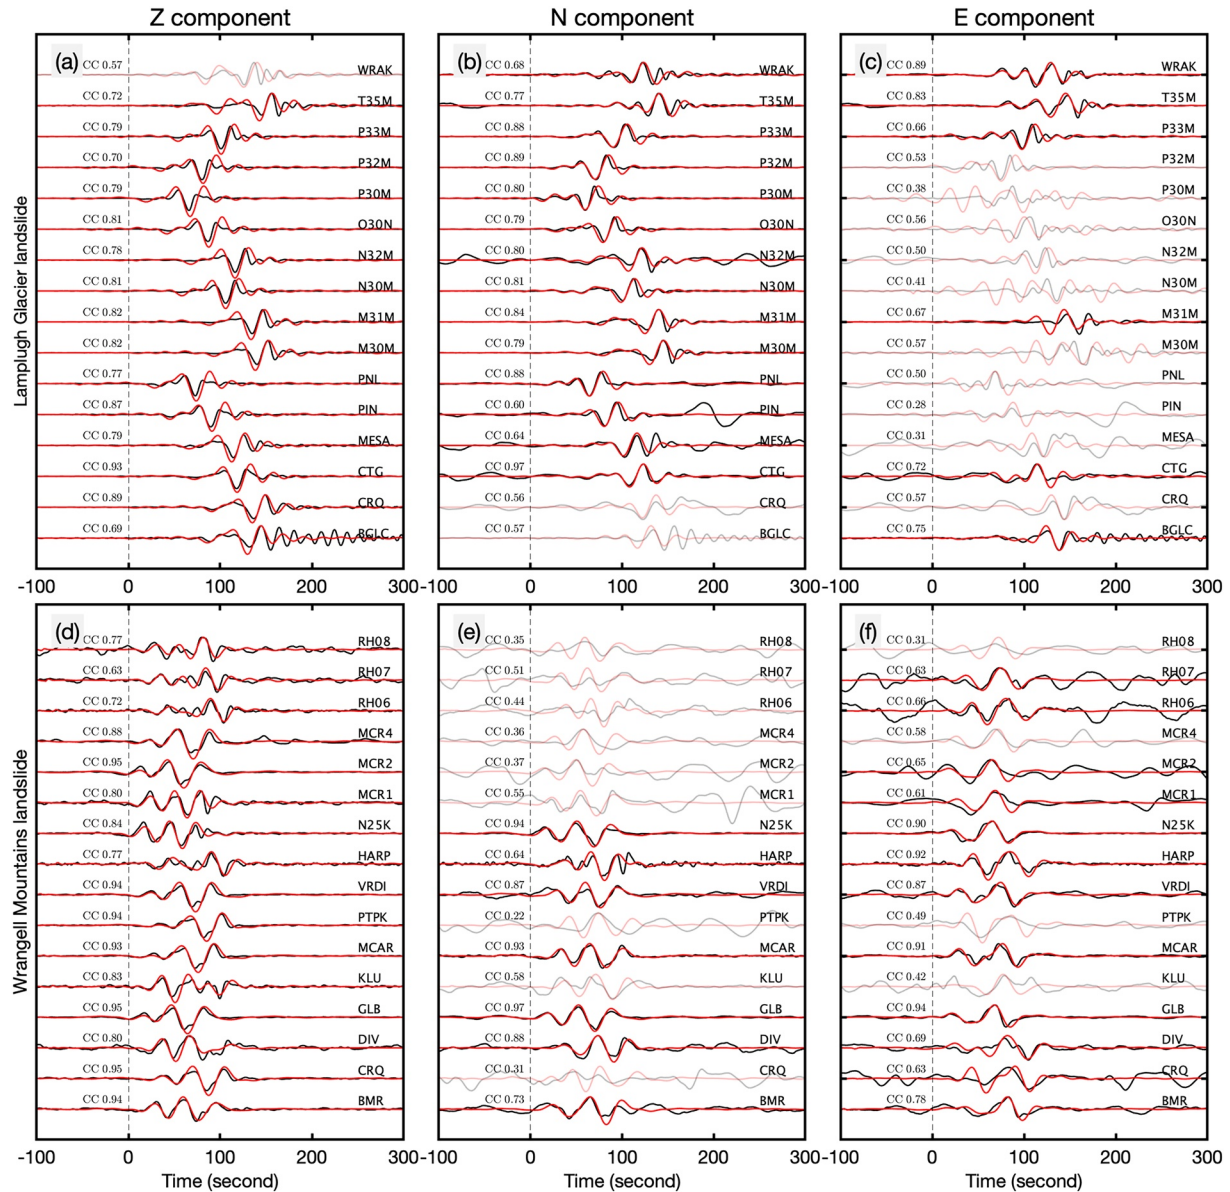 Z component
N component
E component
Lamplugh Glacier landslide
(a)
CC 0.57 WRAK
CC 0.72 T35M
CC 0.79 P33M
CC 0.70 P32M
CC 0.79 P30M
CC 0.81 O30N
CC 0.78 N32M
CC 0.81 N30M
CC 0.82 M31M
CC 0.82 M30M
CC 0.77 PNL
CC 0.87 PIN
CC 0.79 MESA
CC 0.93 CTG
CC 0.89 CRQ
CC 0.69 BGLC
-100 0 100 200 300
(b)
CC 0.68 WRAK
CC 0.77 T35M
CC 0.88 P33M
CC 0.89 P32M
CC 0.80 P30M
CC 0.79 O30N
CC 0.80 N32M
CC 0.81 N30M
CC 0.84 M31M
CC 0.79 M30M
CC 0.88 PNL
CC 0.60 PIN
CC 0.64 MESA
CC 0.97 CTG
CC 0.56 CRQ
CC 0.57 BGLC
-100 0 100 200 300
(c)
CC 0.89 WRAK
CC 0.83 T35M
CC 0.66 P33M
CC 0.53 P32M
CC 0.38 P30M
CC 0.56 O30N
CC 0.50 N32M
CC 0.41 N30M
CC 0.67 M31M
CC 0.57 M30M
CC 0.50 PNL
CC 0.28 PIN
CC 0.31 MESA
CC 0.72 CTG
CC 0.57 CRQ
CC 0.75 BGLC
-100 0 100 200 300
Wrangell Mountains landslide
(d)
CC 0.77 RH08
CC 0.63 RH07
CC 0.72 RH06
CC 0.88 MCR4
CC 0.95 MCR2
CC 0.80 MCR1
CC 0.84 N25K
CC 0.77 HARP
CC 0.94 VRDI
CC 0.94 PTPK
CC 0.93 MCAR
CC 0.83 KLU
CC 0.95 GLB
CC 0.80 DIV
CC 0.95 CRQ
CC 0.94 BMR
-100 0 100 200 300
Time (second)
(e)
CC 0.35 RH08
CC 0.51 RH07
CC 0.44 RH06
CC 0.36 MCR4
CC 0.37 MCR2
CC 0.55 MCR1
CC 0.94 N25K
CC 0.64 HARP
CC 0.87 VRDI
CC 0.22 PTPK
CC 0.93 MCAR
CC 0.58 KLU
CC 0.97 GLB
CC 0.88 DIV
CC 0.31 CRQ
CC 0.73 BMR
-100 0 100 200 300
Time (second)
(f)
CC 0.31 RH08
CC 0.63 RH07
CC 0.66 RH06
CC 0.58 MCR4
CC 0.65 MCR2
CC 0.61 MCR1
CC 0.90 N25K
CC 0.92 HARP
CC 0.87 VRDI
CC 0.49 PTPK
CC 0.91 MCAR
CC 0.42 KLU
CC 0.94 GLB
CC 0.69 DIV
CC 0.63 CRQ
CC 0.78 BMR
-100 0 100 200 300
Time (second)